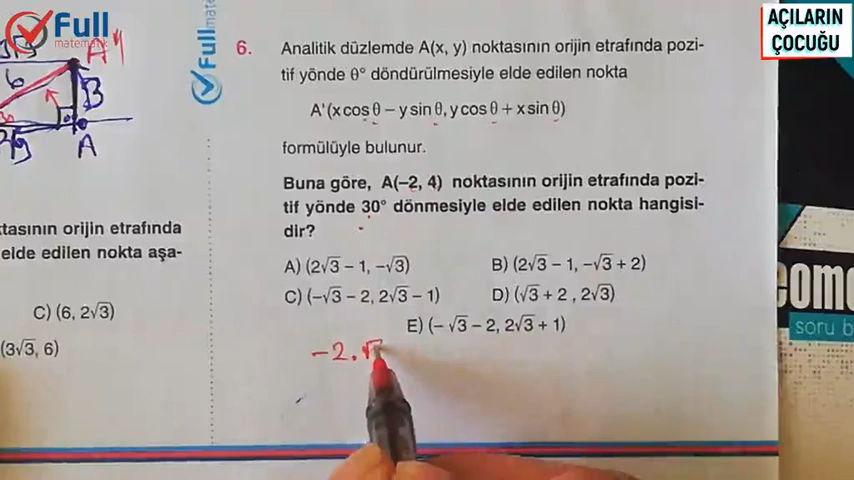 Full
matematik
AÇILARIN
ÇOCUĞU
6
A
ktasının orijin etrafında
elde edilen nokta aşa-
C) (6, 2√3)
(3√3, 6)
Full
6. Analitik düzlemde A(x, y) noktasının orijin etrafında pozi-
tif yönde θ° döndürülmesiyle elde edilen nokta
A'(x cos θ – y sin θ, y cos θ + x sin θ)
formülüyle bulunur.
Buna göre, A(–2, 4) noktasının orijin etrafında pozi-
tif yönde 30° dönmesiyle elde edilen nokta hangisi-
dir?
A) (2√3 – 1, –√3)
B) (2√3 – 1, –√3 + 2)
C) (–√3 – 2, 2√3 – 1)
D) (√3 + 2 , 2√3)
E) (– √3 – 2, 2√3 + 1)
-2.√
soru b